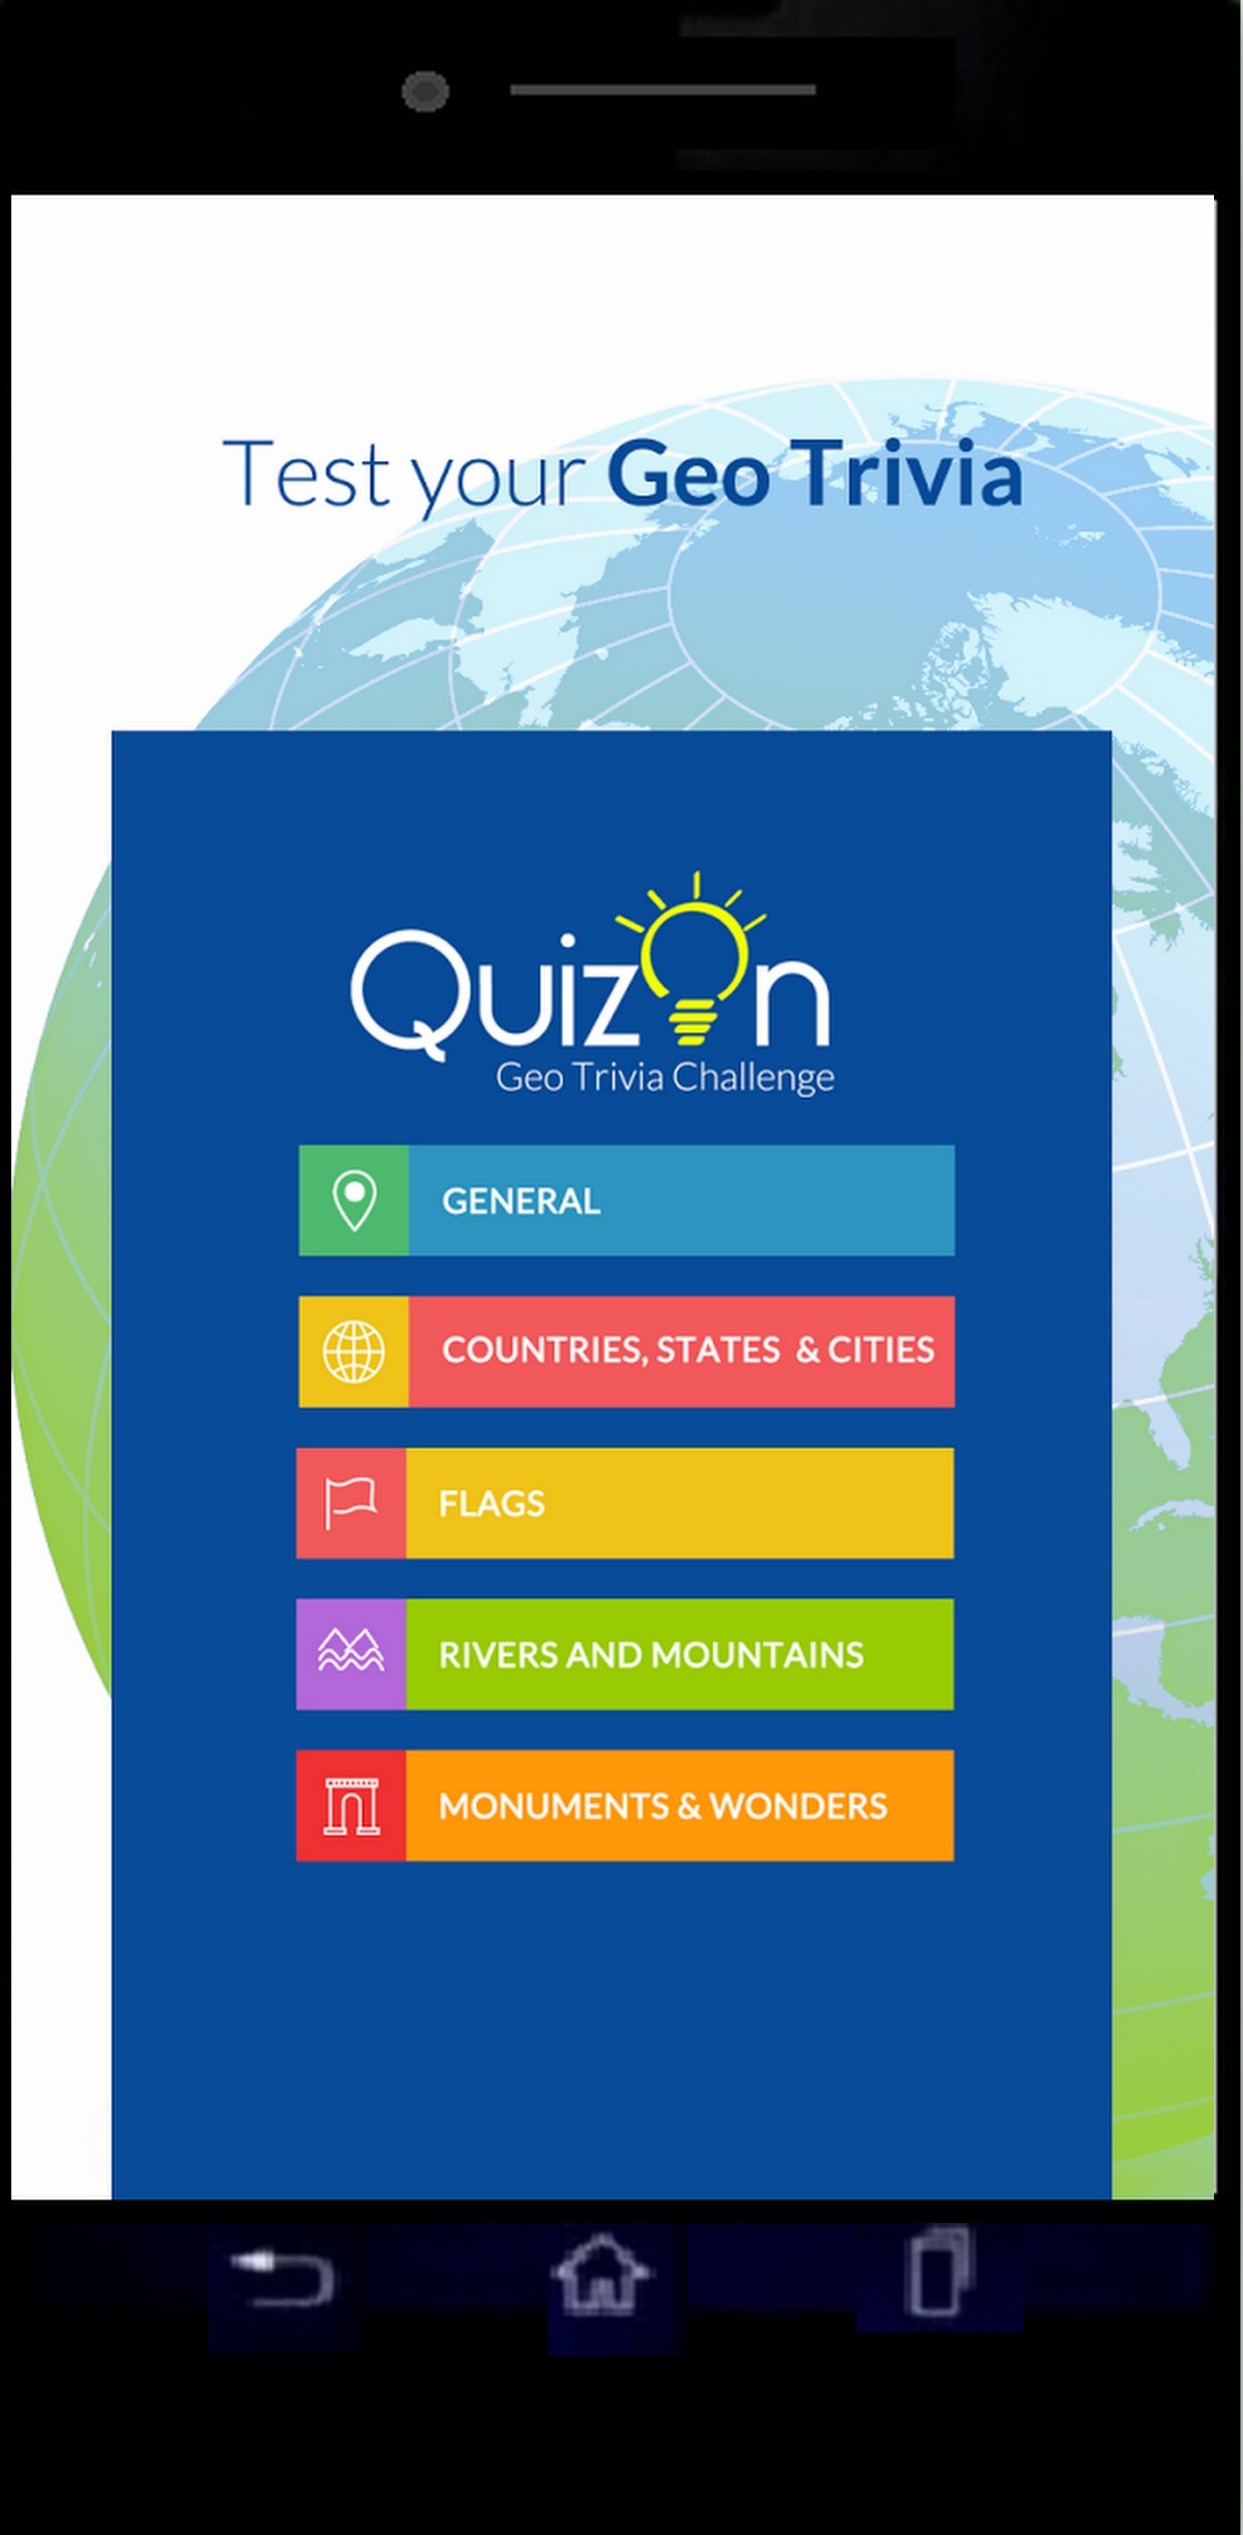 Test your Geo Trivia
QuizOn
Geo Trivia Challenge
GENERAL
COUNTRIES, STATES & CITIES
FLAGS
RIVERS AND MOUNTAINS
MONUMENTS & WONDERS